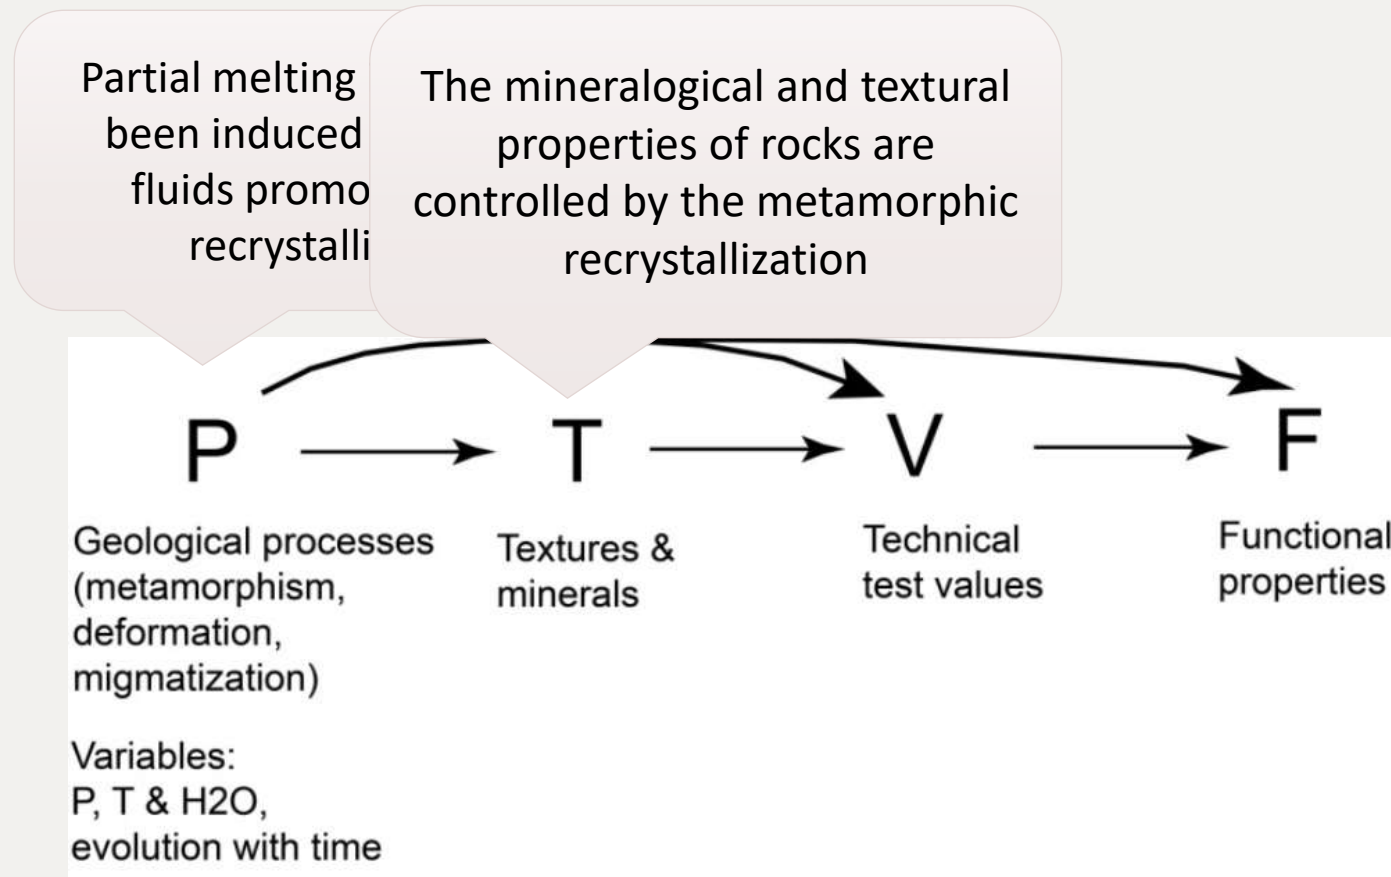 Partial melting
been induced
fluids promo
recrystalli
The mineralogical and textural
properties of rocks are
controlled by the metamorphic
recrystallization
P
T
V
F
Geological processes
(metamorphism,
deformation,
migmatization)
Textures &
minerals
Technical
test values
Functional
properties
Variables:
P, T & H2O,
evolution with time